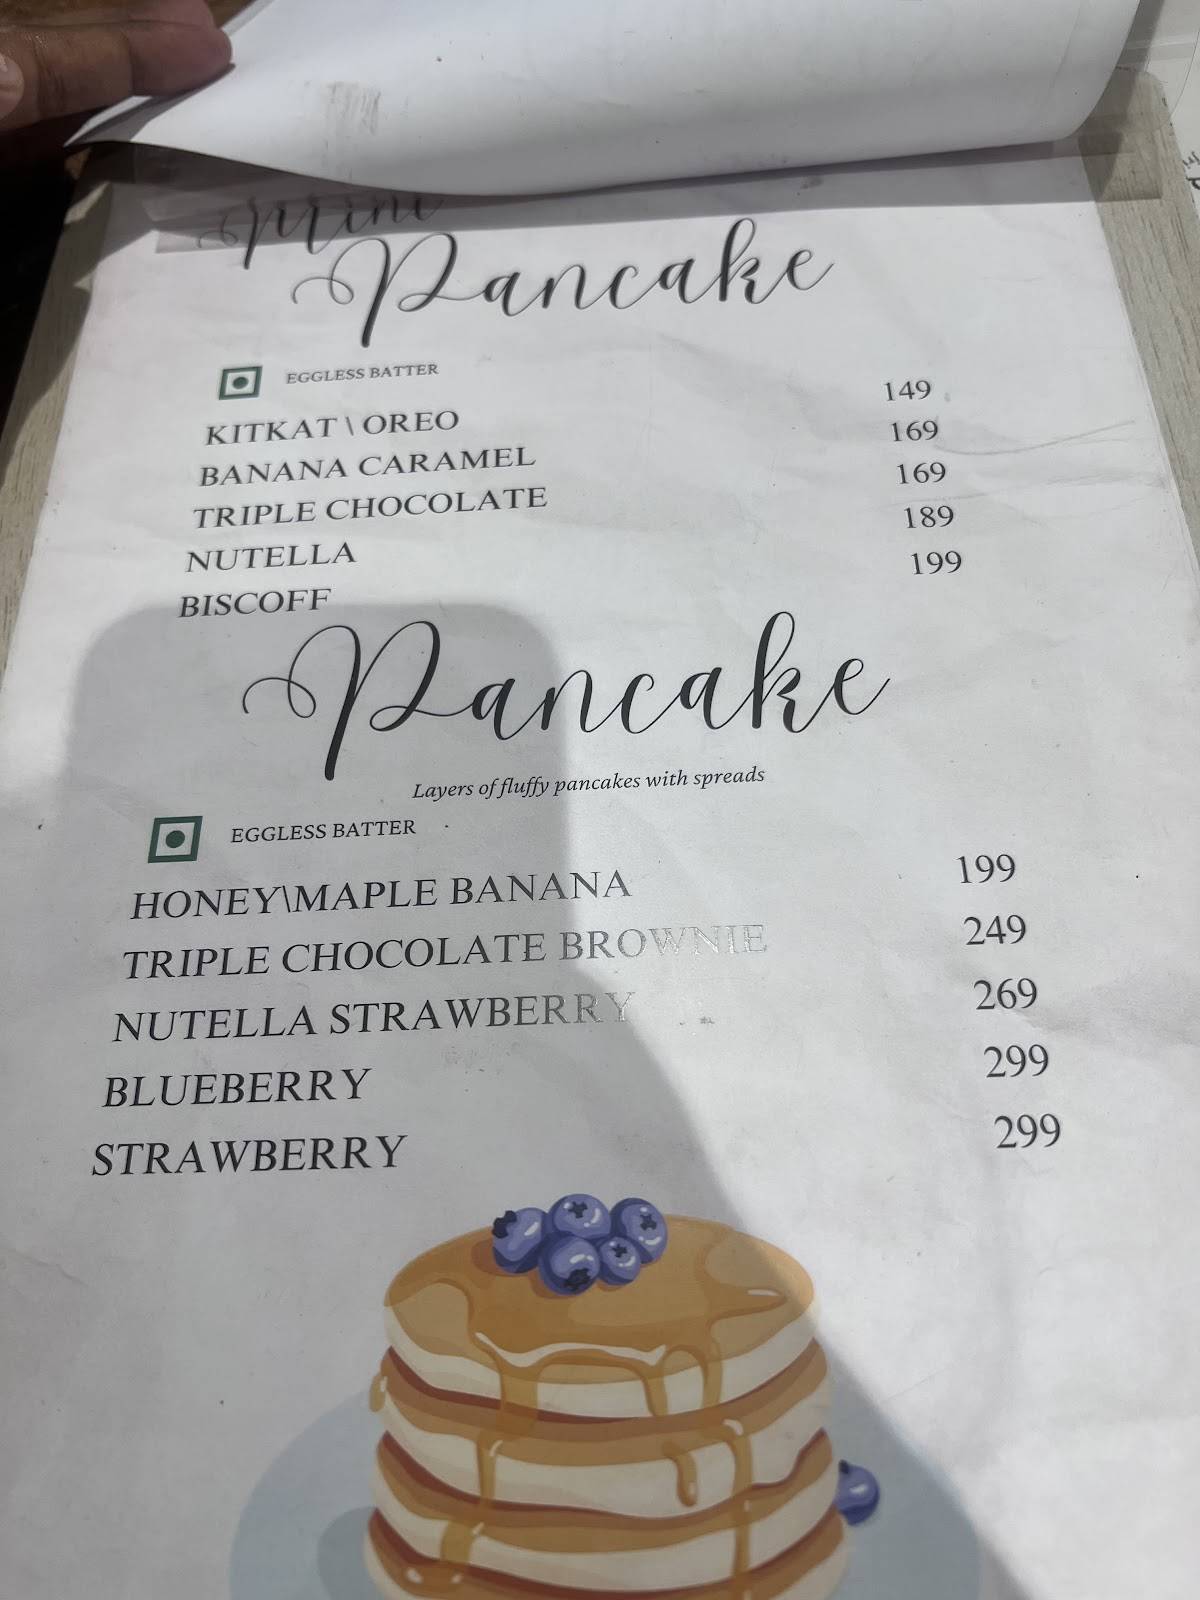 Mini
Pancake
EGGLESS BATTER
KITKAT \ OREO 149
BANANA CARAMEL 169
TRIPLE CHOCOLATE 169
NUTELLA 189
BISCOFF 199
Pancake
Layers of fluffy pancakes with spreads
EGGLESS BATTER
HONEY\MAPLE BANANA 199
TRIPLE CHOCOLATE BROWNIE 249
NUTELLA STRAWBERRY 269
BLUEBERRY 299
STRAWBERRY 299